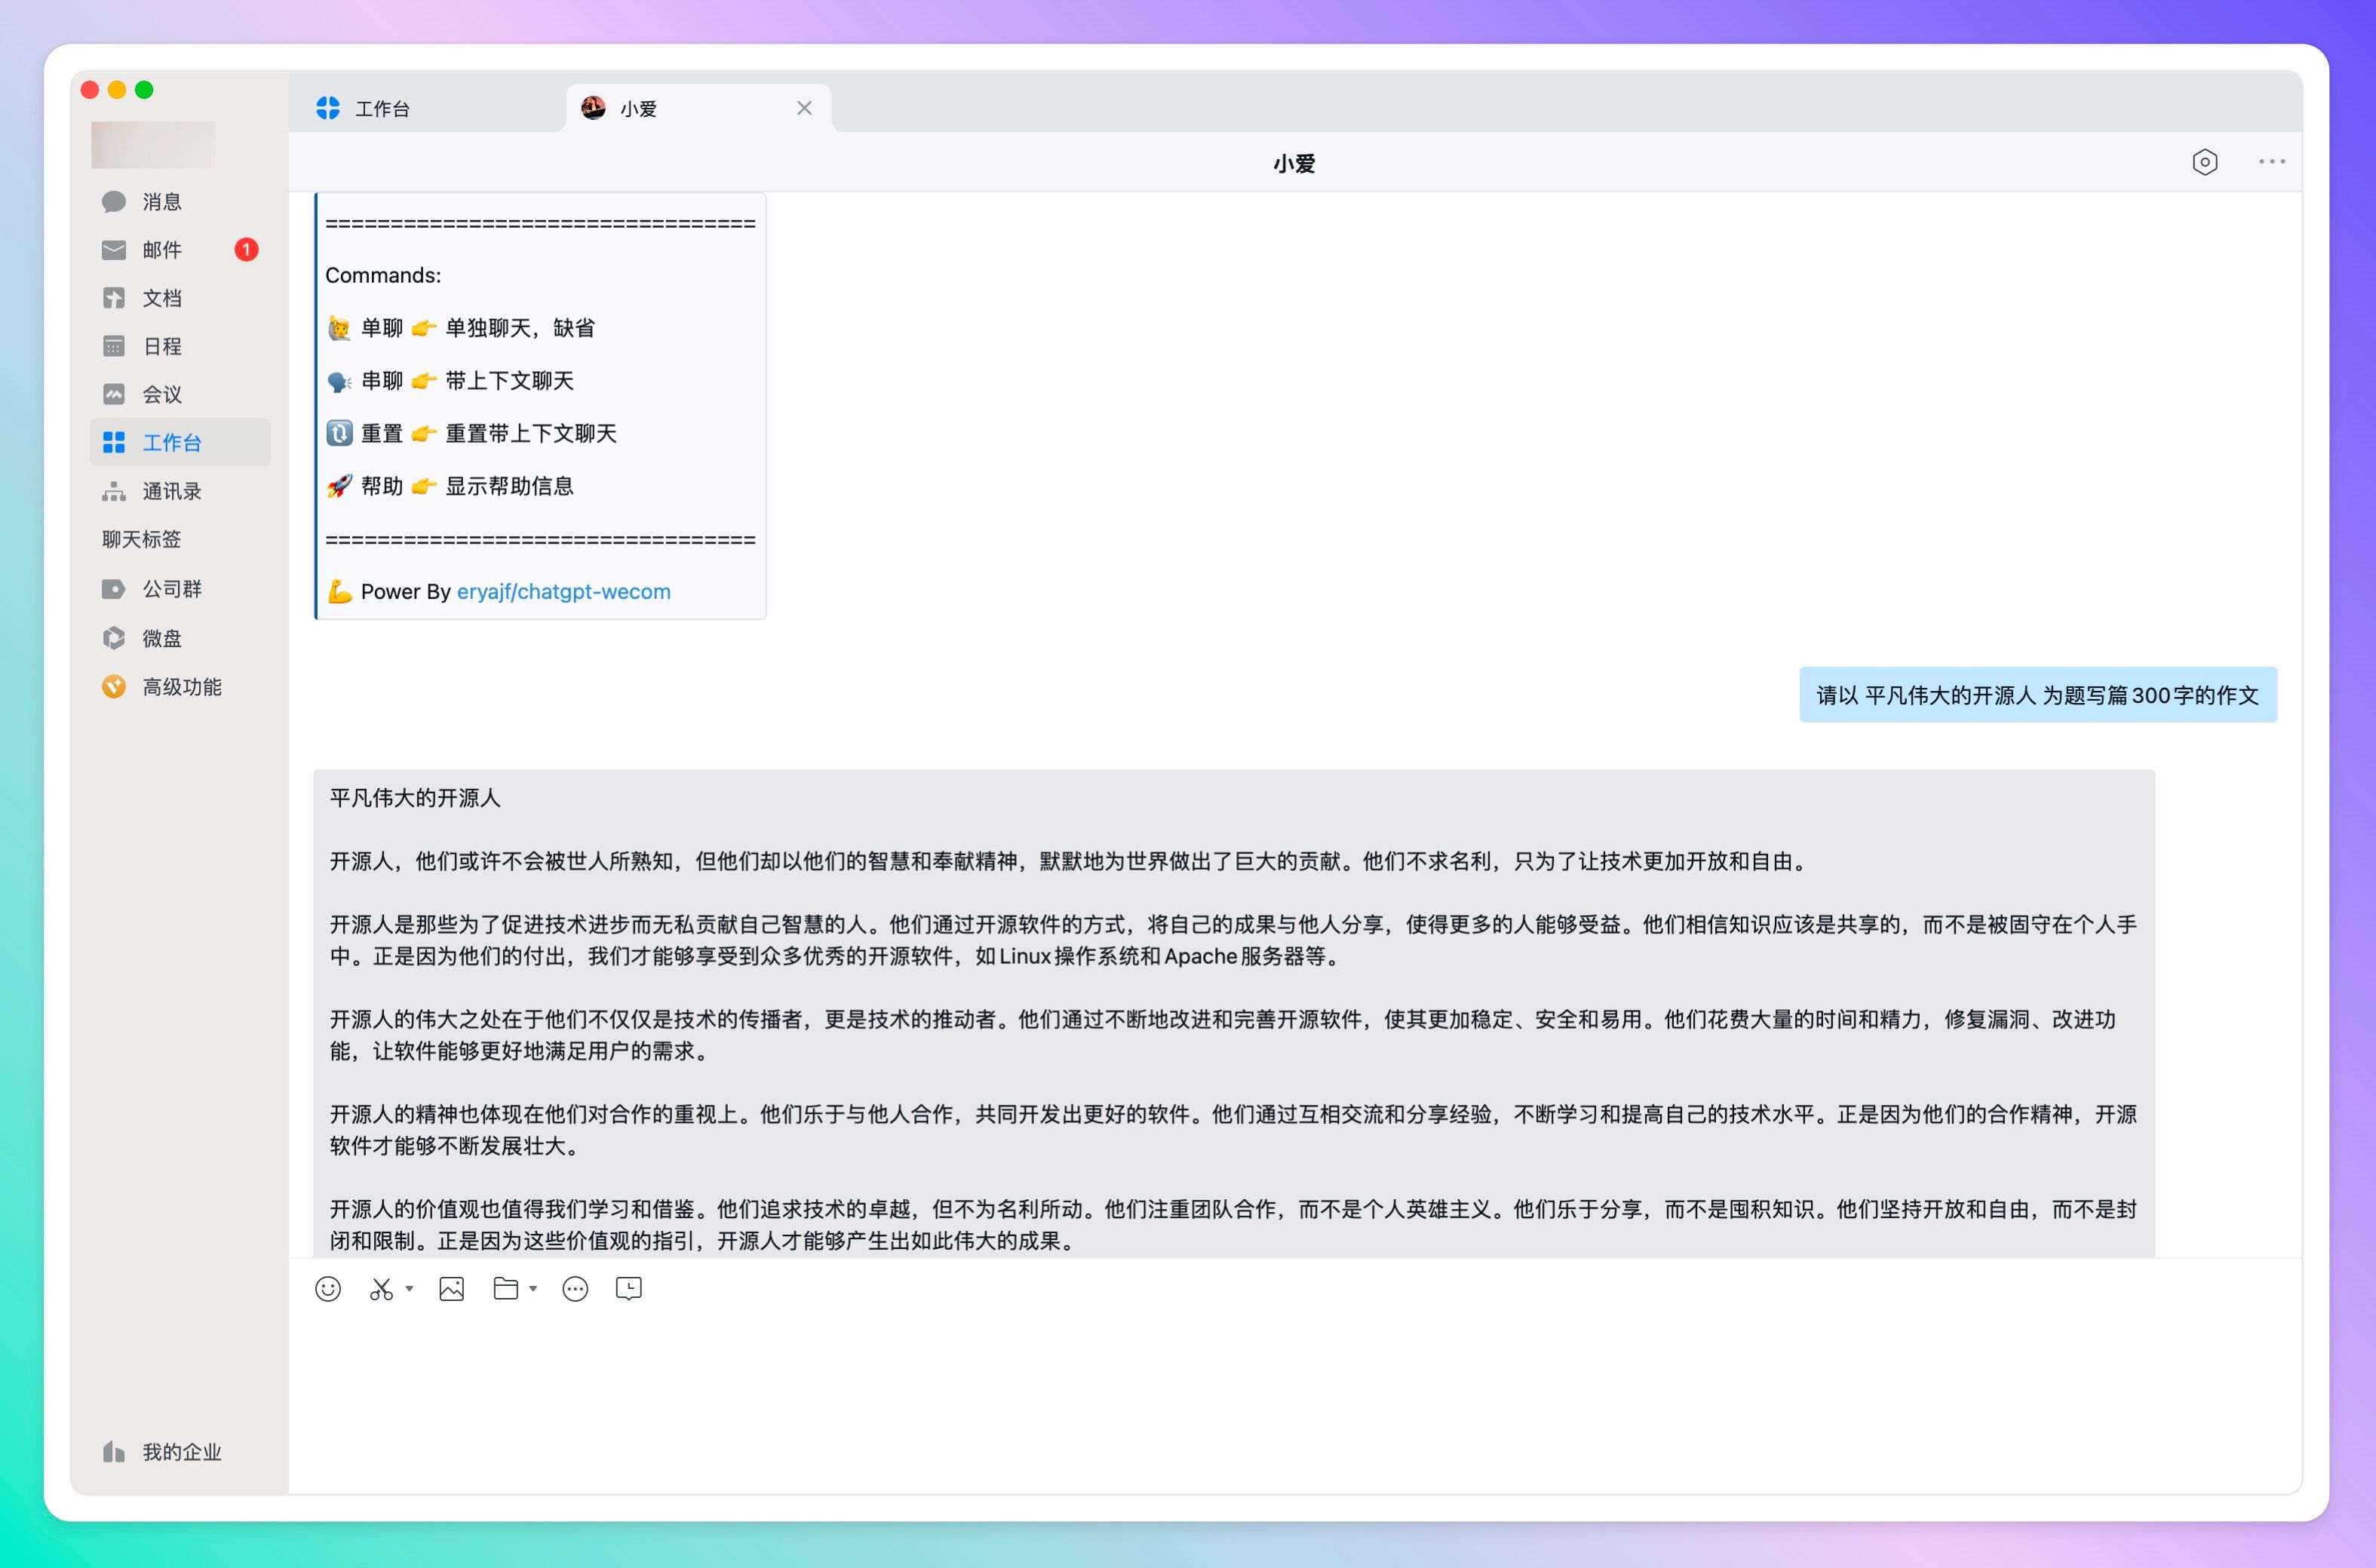 工作台
小爱
小爱
消息
邮件
1
文档
日程
会议
工作台
通讯录
聊天标签
公司群
微盘
高级功能
我的企业
=================================
Commands:
🙋 单聊 👉 单独聊天，缺省
🗣 串聊 👉 带上下文聊天
🔃 重置 👉 重置带上下文聊天
🚀 帮助 👉 显示帮助信息
=================================
💪 Power By eryajf/chatgpt-wecom
请以 平凡伟大的开源人 为题写篇300字的作文
平凡伟大的开源人
开源人，他们或许不会被世人所熟知，但他们却以他们的智慧和奉献精神，默默地为世界做出了巨大的贡献。他们不求名利，只为了让技术更加开放和自由。
开源人是那些为了促进技术进步而无私贡献自己智慧的人。他们通过开源软件的方式，将自己的成果与他人分享，使得更多的人能够受益。他们相信知识应该是共享的，而不是被固守在个人手
中。正是因为他们的付出，我们才能够享受到众多优秀的开源软件，如Linux操作系统和Apache服务器等。
开源人的伟大之处在于他们不仅仅是技术的传播者，更是技术的推动者。他们通过不断地改进和完善开源软件，使其更加稳定、安全和易用。他们花费大量的时间和精力，修复漏洞、改进功
能，让软件能够更好地满足用户的需求。
开源人的精神也体现在他们对合作的重视上。他们乐于与他人合作，共同开发出更好的软件。他们通过互相交流和分享经验，不断学习和提高自己的技术水平。正是因为他们的合作精神，开源
软件才能够不断发展壮大。
开源人的价值观也值得我们学习和借鉴。他们追求技术的卓越，但不为名利所动。他们注重团队合作，而不是个人英雄主义。他们乐于分享，而不是囤积知识。他们坚持开放和自由，而不是封
闭和限制。正是因为这些价值观的指引，开源人才能够产生出如此伟大的成果。